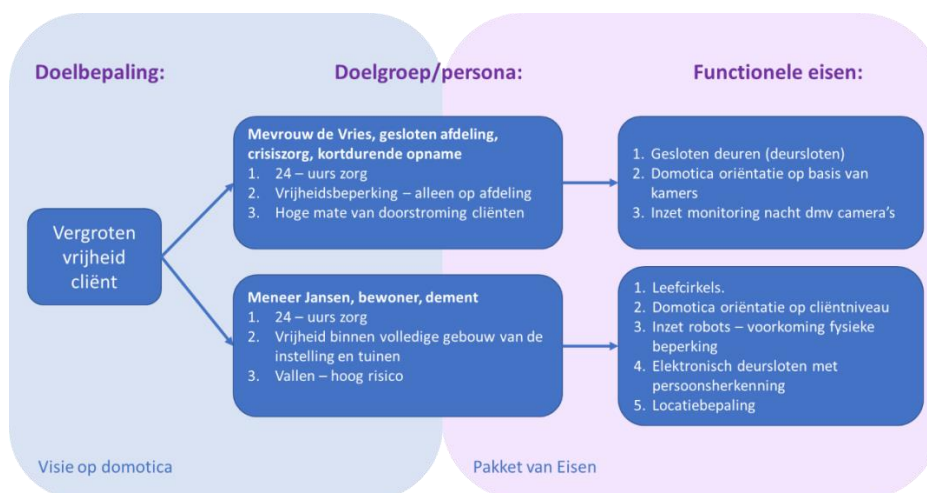 Doelbepaling:
Doelgroep/persona:
Functionele eisen:
Vergroten
vrijheid
cliënt
Mevrouw de Vries, gesloten afdeling,
crisiszorg, kortdurende opname
1. 24 – uurs zorg
2. Vrijheidsbeperking – alleen op afdeling
3. Hoge mate van doorstroming cliënten
1. Gesloten deuren (deursloten)
2. Domotica oriëntatie op basis van
kamers
3. Inzet monitoring nacht dmv camera's
Meneer Jansen, bewoner, dement
1. 24 – uurs zorg
2. Vrijheid binnen volledige gebouw van de
instelling en tuinen
3. Vallen – hoog risico
1. Leefcirkels.
2. Domotica oriëntatie op cliëntniveau
3. Inzet robots – voorkoming fysieke
beperking
4. Elektronisch deursloten met
persoonsherkenning
5. Locatiebepaling
Visie op domotica
Pakket van Eisen